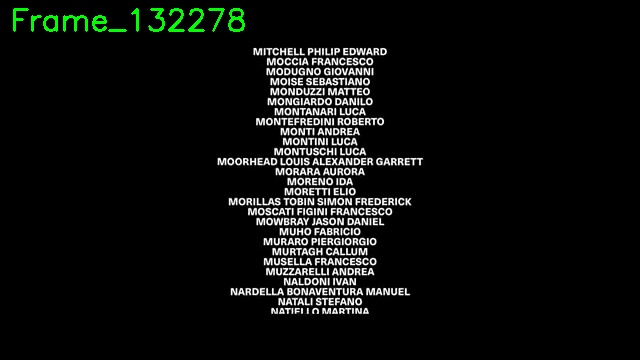 Frame_132278
MITCHELL PHILIP EDWARD
MOCCIA FRANCESCO
MODUGNO GIOVANNI
MOISE SEBASTIANO
MONDUZZI MATTEO
MONGIARDO DANILO
MONTANARI LUCA
MONTEFREDINI ROBERTO
MONTI ANDREA
MONTINI LUCA
MONTUSCHI LUCA
MOORHEAD LOUIS ALEXANDER GARRETT
MORARA AURORA
MORENO IDA
MORETTI ELIO
MORILLAS TOBIN SIMON FREDERICK
MOSCATI FIGINI FRANCESCO
MOWBRAY JASON DANIEL
MUHO FABRICIO
MURARO PIERGIORGIO
MURTAGH CALLUM
MUSELLA FRANCESCO
MUZZARELLI ANDREA
NALDONI IVAN
NARDELLA BONAVENTURA MANUEL
NATALI STEFANO
NATIELLO MARTINA